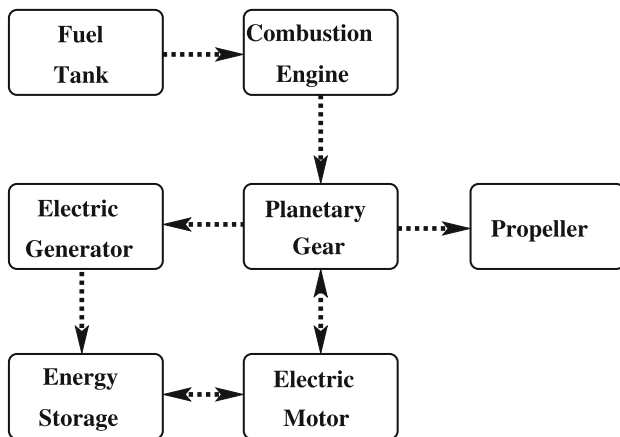 Fuel
Tank
Combustion
Engine
Electric
Generator
Planetary
Gear
Propeller
Energy
Storage
Electric
Motor